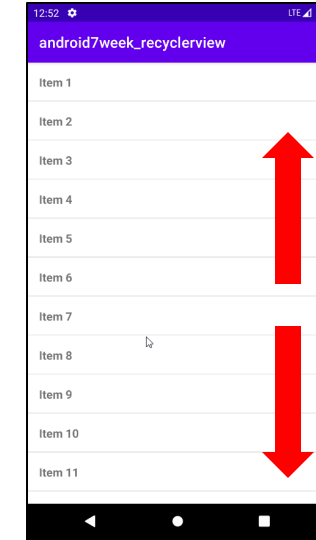 12:52 LTE
android7week_recyclerview
Item 1
Item 2
Item 3
Item 4
Item 5
Item 6
Item 7
Item 8
Item 9
Item 10
Item 11